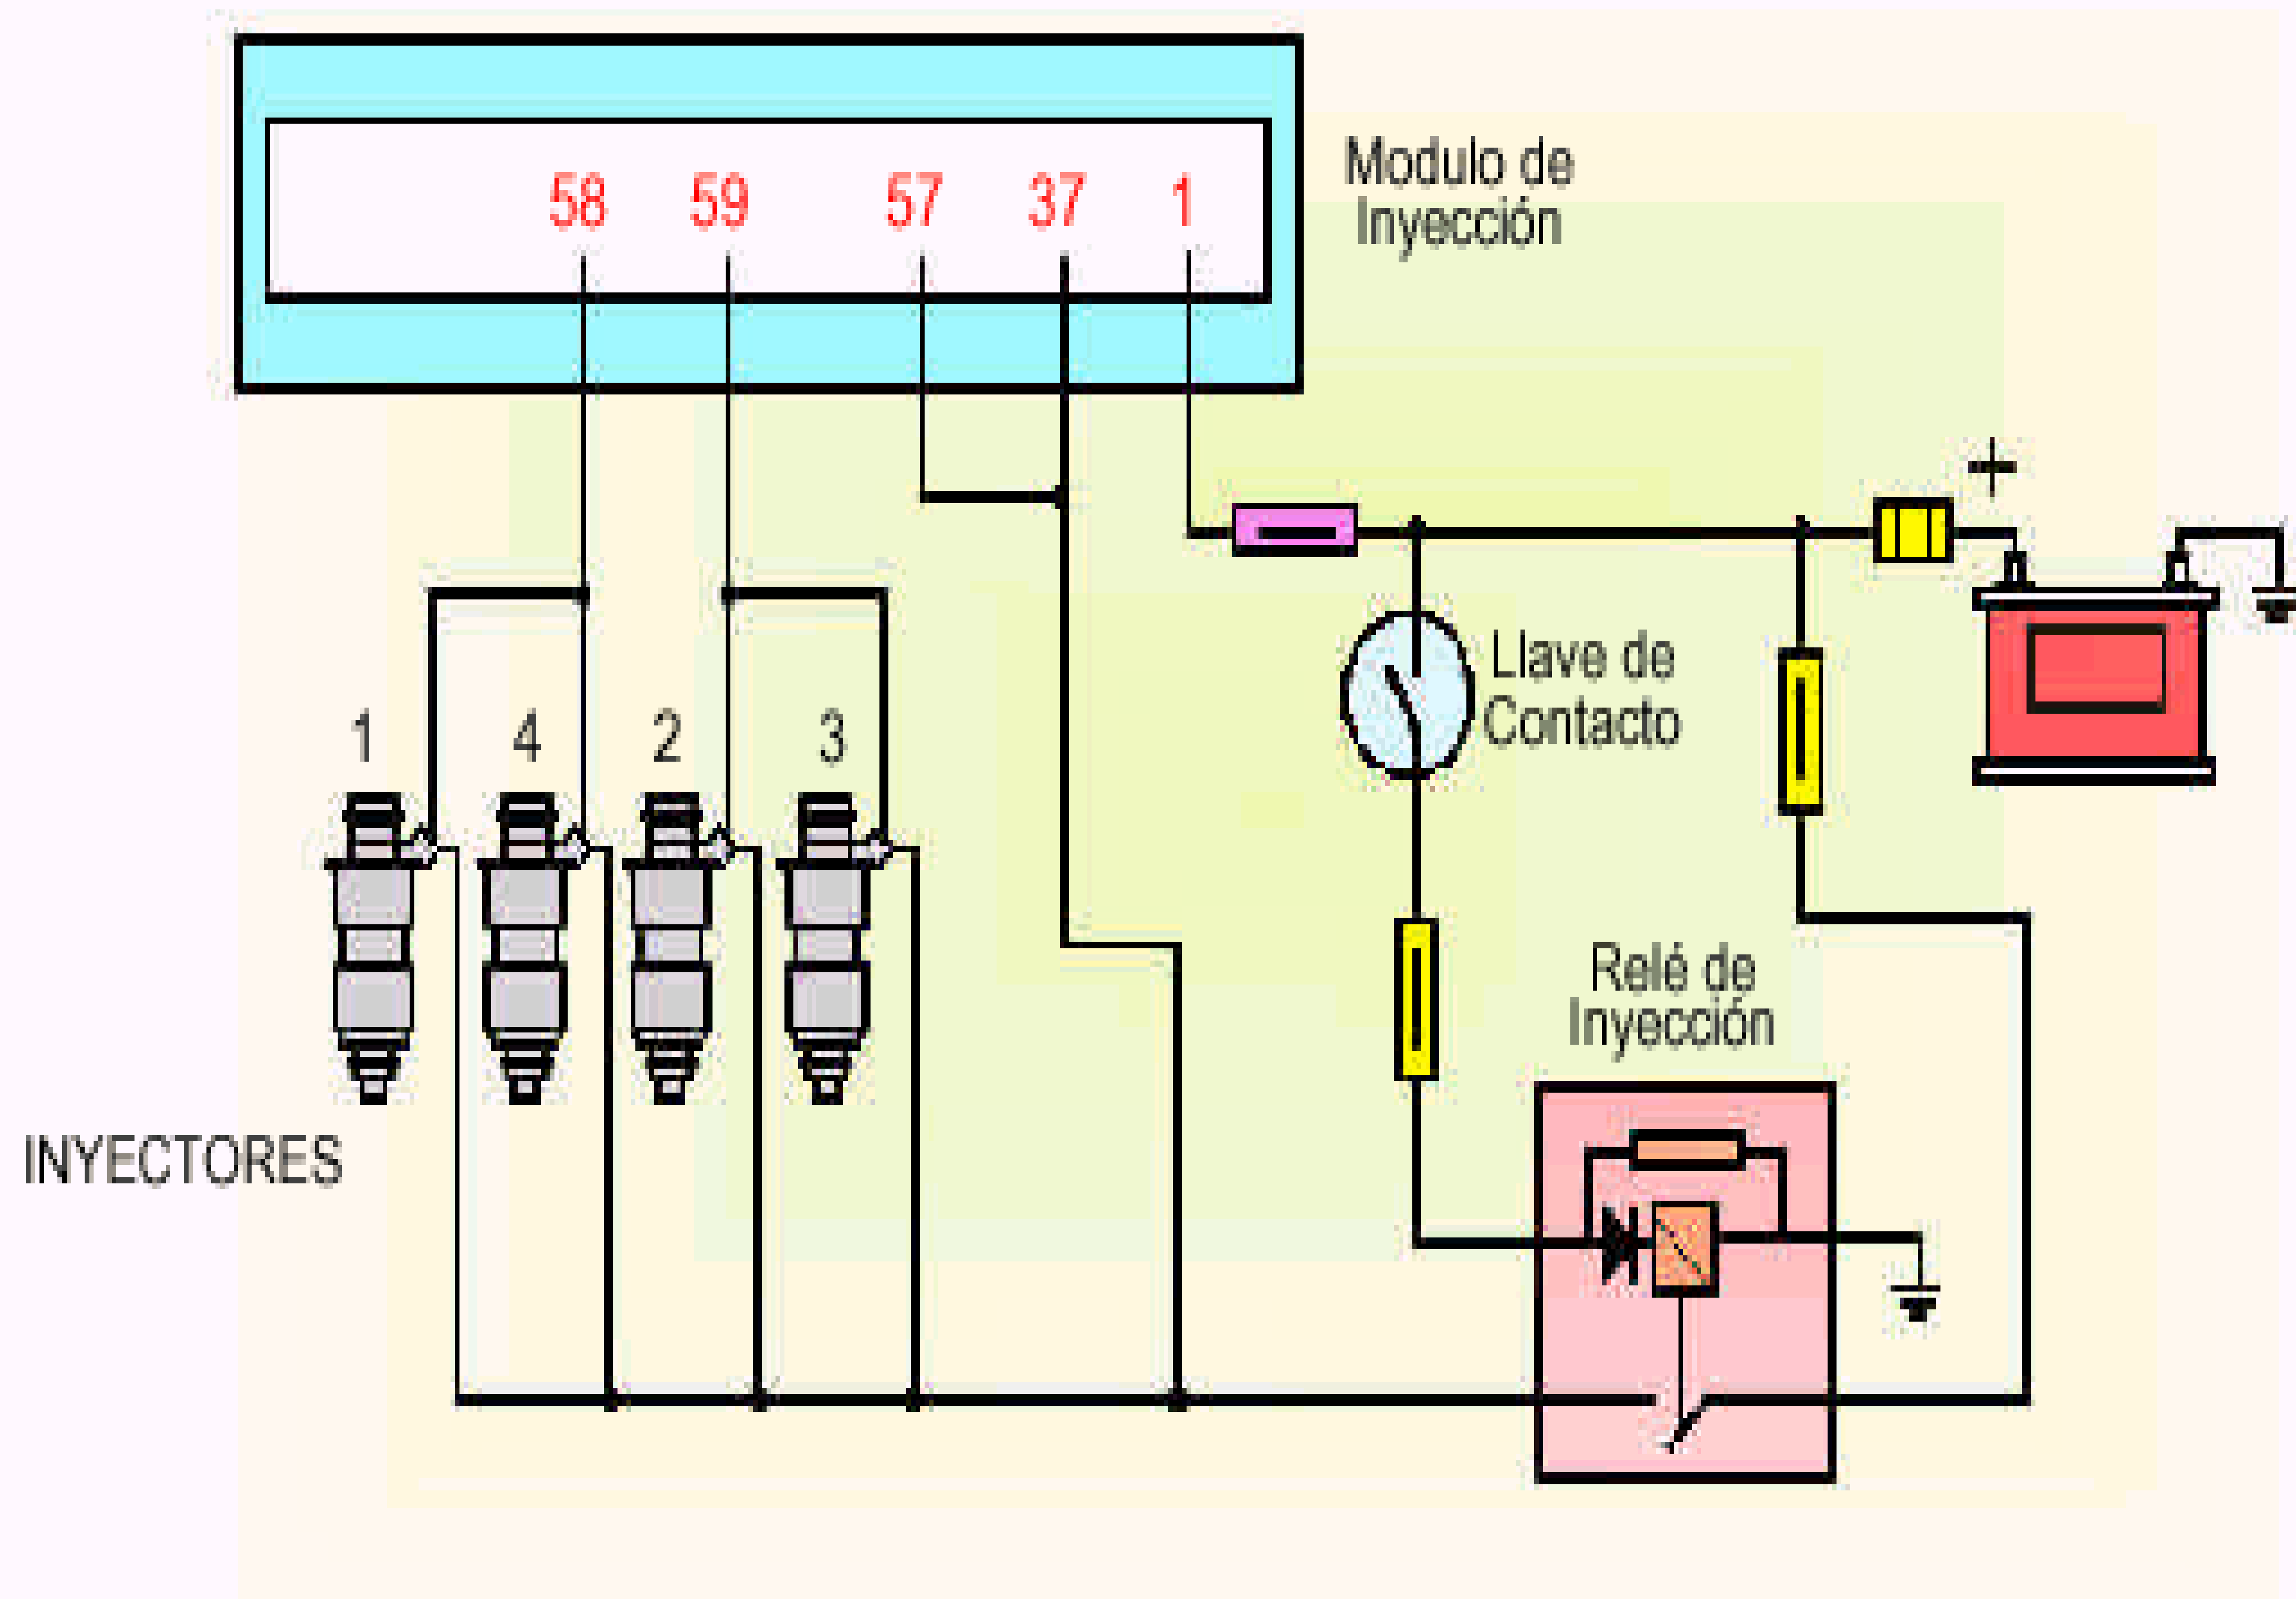 58 59 57 37 1
Modulo de
Inyección
+
Llave de
Contacto
1 4 2 3
Relé de
Inyección
INYECTORES